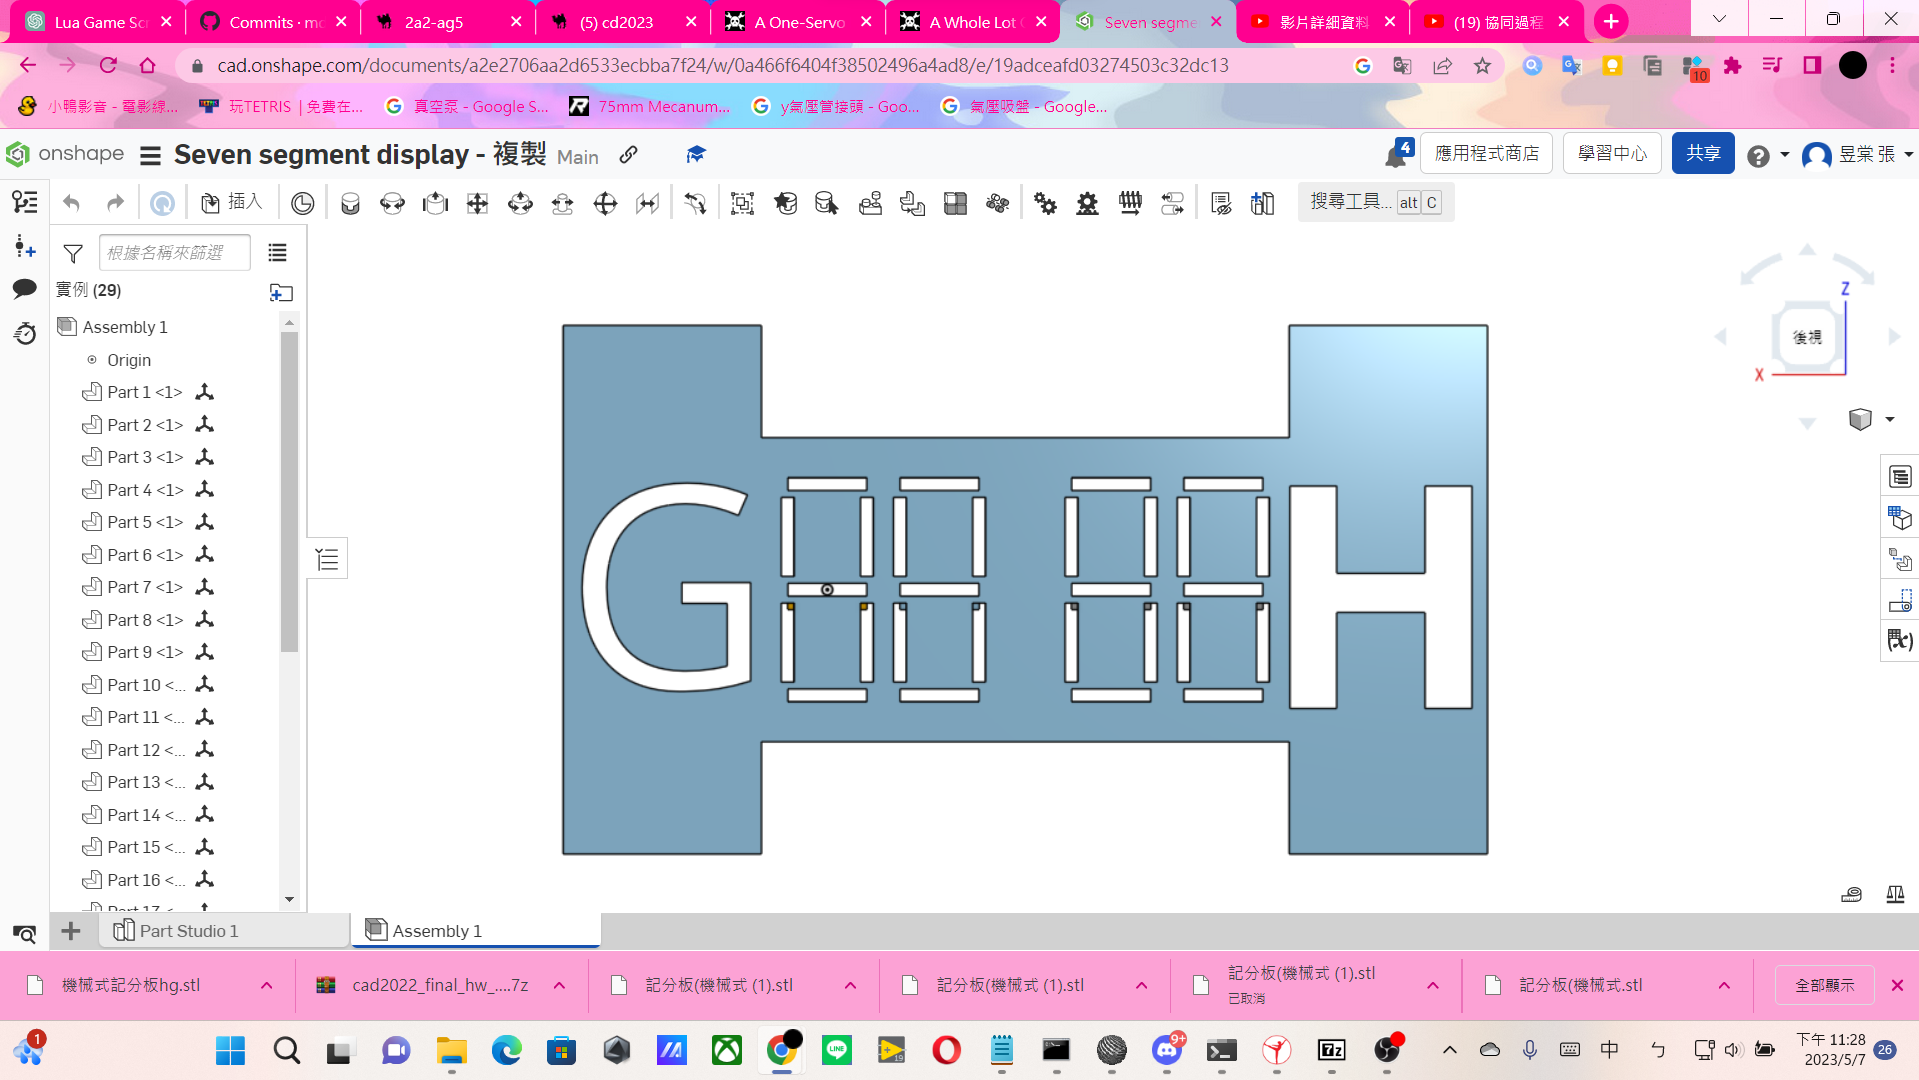 Lua Game Scr
Commits · mo
2a2-ag5
(5) cd2023
A One-Servo
A Whole Lot
Seven segme
影片詳細資料
(19) 協同過程
cad.onshape.com/documents/a2e2706aa2d6533ecbba7f24/w/0a466f6404f38502496a4ad8/e/19adceafd03274503c32dc13
10
小鴨影音 - 電影線...
玩TETRIS | 免費在...
真空泵 - Google S...
75mm Mecanum...
y氣壓管接頭 - Goo...
氣壓吸盤 - Google...
onshape
Seven segment display - 複製
Main
4
應用程式商店
學習中心
共享
昱棠 張
插入
搜尋工具...
alt
C
根據名稱來篩選
實例 (29)
Assembly 1
Origin
Part 1 <1>
Part 2 <1>
Part 3 <1>
Part 4 <1>
Part 5 <1>
Part 6 <1>
Part 7 <1>
Part 8 <1>
Part 9 <1>
Part 10 <...
Part 11 <...
Part 12 <...
Part 13 <...
Part 14 <...
Part 15 <...
Part 16 <...
G 88 88 H
Z
後視
X
Part Studio 1
Assembly 1
機械式記分板hg.stl
cad2022_final_hw_....7z
記分板(機械式 (1).stl
記分板(機械式 (1).stl
記分板(機械式 (1).stl
已取消
記分板(機械式.stl
全部顯示
1
LINE
19
9+
7z
中
ㄅ
下午 11:28
2023/5/7
26